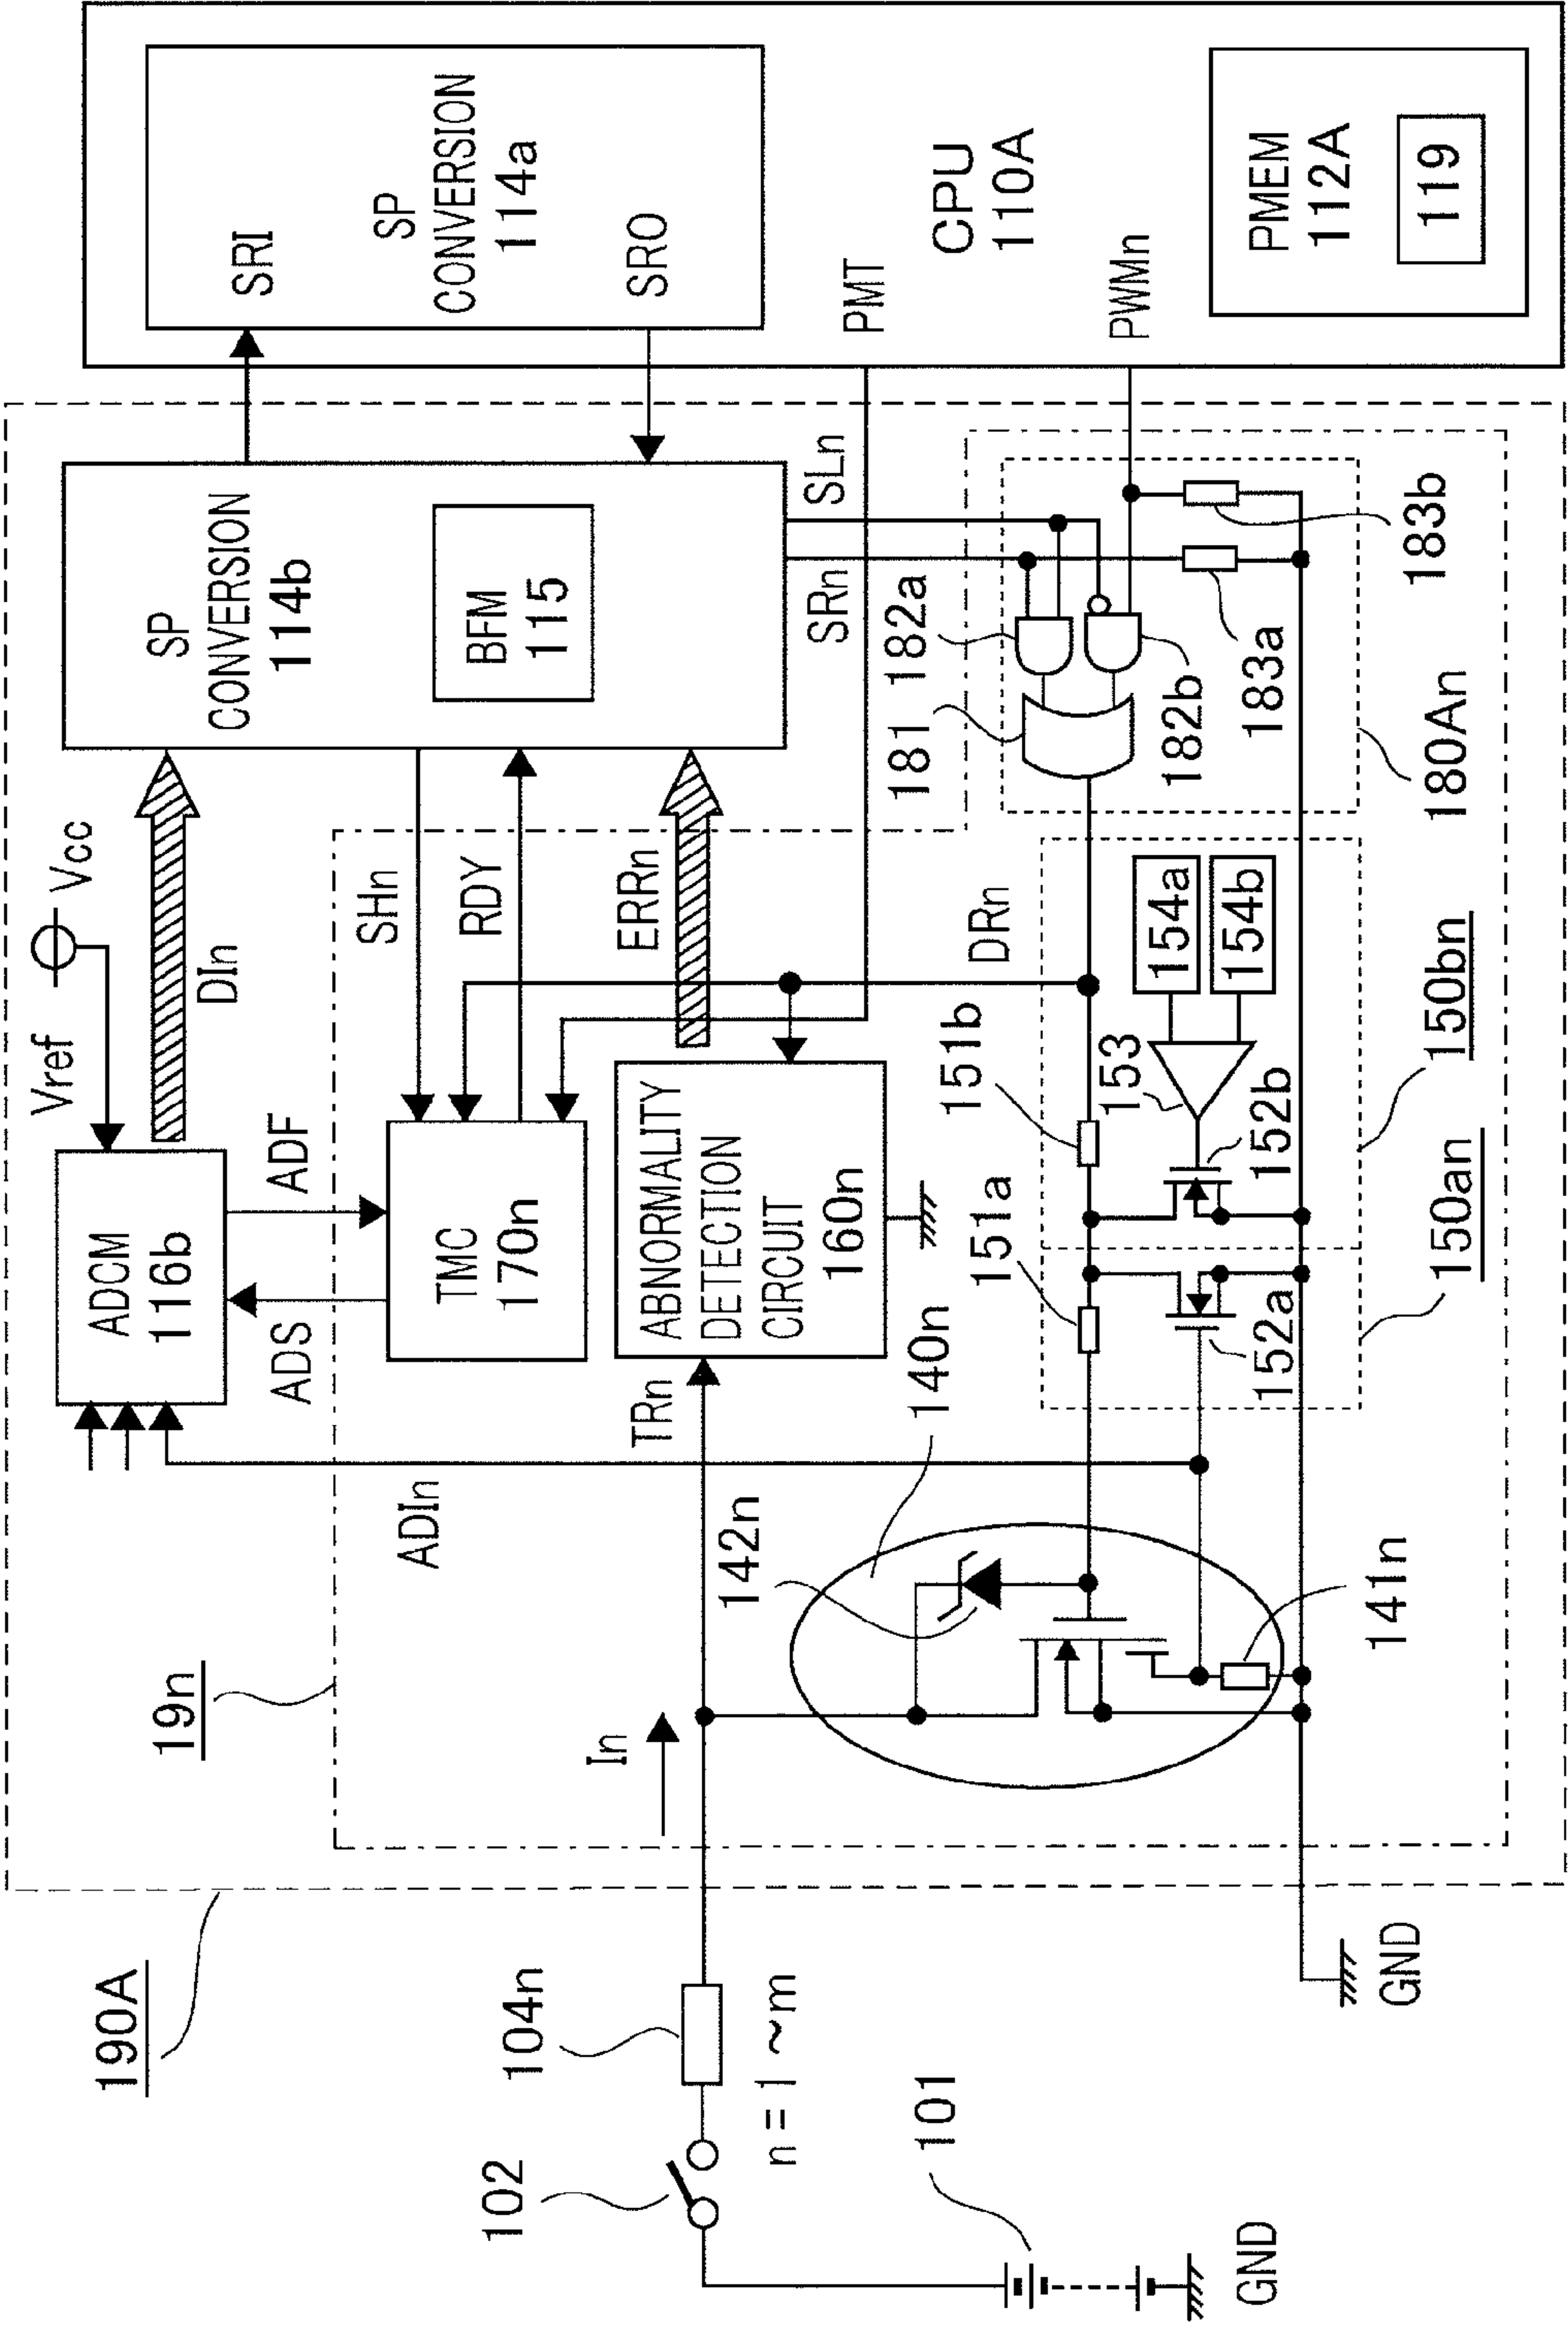 190A
19n
Vref
Vcc
ADCM
116b
DIn
SP
CONVERSION
114b
BFM
115
SRI
SP
CONVERSION
114a
SRO
ADS
ADF
SHn
RDY
ERRn
TMC
170n
ADIn
TRn
ABNORMALITY
DETECTION
CIRCUIT
160n
SLn
SRn
PMT
CPU
110A
PWMn
PMEM
112A
119
102
104n
In
n = 1 ~m
101
GND
GND
142n
140n
141n
151a
151b
DRn
153
154a
154b
152a
152b
150an
150bn
181
182a
182b
183a
183b
180An